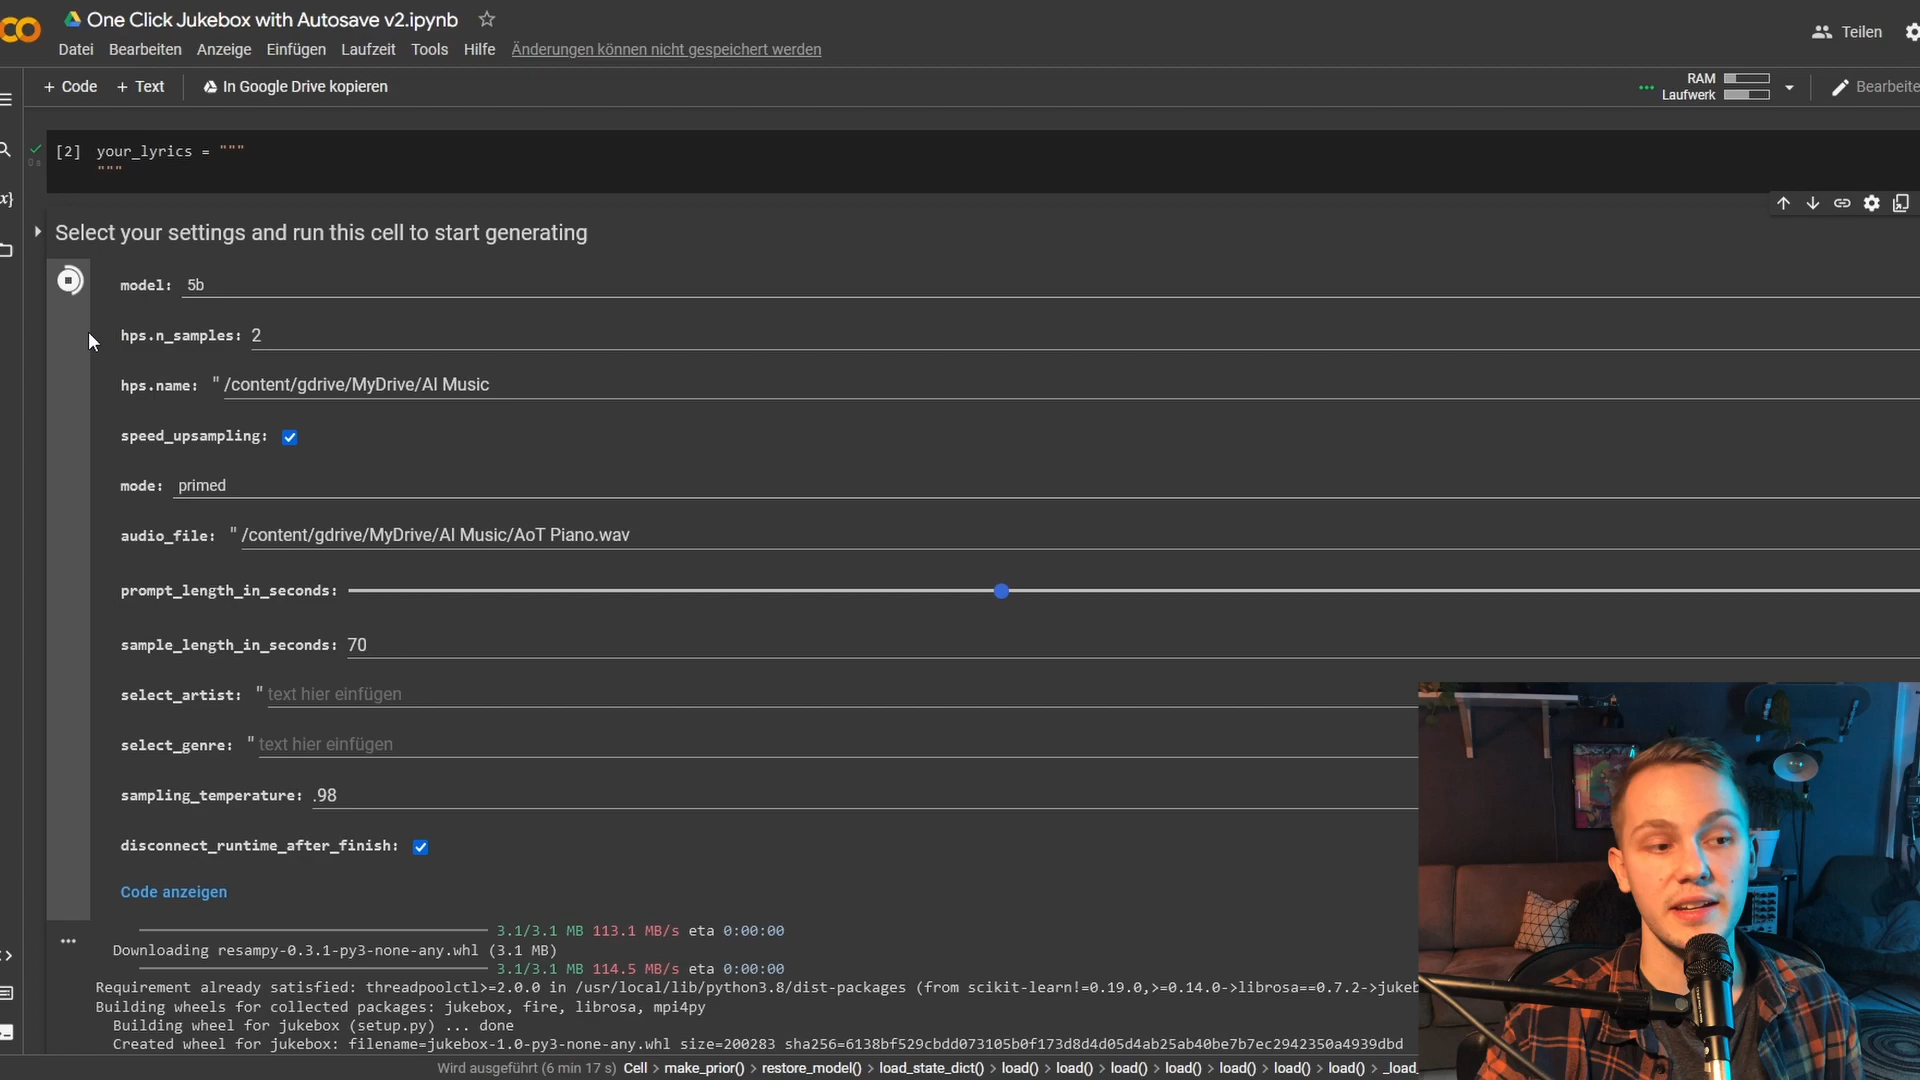 One Click Jukebox with Autosave v2.ipynb
Datei Bearbeiten Anzeige Einfügen Laufzeit Tools Hilfe Änderungen können nicht gespeichert werden
Teilen
+ Code + Text In Google Drive kopieren
RAM
Laufwerk
Bearbeite
[2] your_lyrics = """
0 s
"""
Select your settings and run this cell to start generating
model: 5b
hps.n_samples: 2
hps.name: " /content/gdrive/MyDrive/AI Music
speed_upsampling:
mode: primed
audio_file: " /content/gdrive/MyDrive/AI Music/AoT Piano.wav
prompt_length_in_seconds:
sample_length_in_seconds: 70
select_artist: " text hier einfügen
select_genre: " text hier einfügen
sampling_temperature: .98
disconnect_runtime_after_finish:
Code anzeigen
3.1/3.1 MB 113.1 MB/s eta 0:00:00
Downloading resampy-0.3.1-py3-none-any.whl (3.1 MB)
3.1/3.1 MB 114.5 MB/s eta 0:00:00
Requirement already satisfied: threadpoolctl>=2.0.0 in /usr/local/lib/python3.8/dist-packages (from scikit-learn!=0.19.0,>=0.14.0->librosa==0.7.2->juke
Building wheels for collected packages: jukebox, fire, librosa, mpi4py
Building wheel for jukebox (setup.py) ... done
Created wheel for jukebox: filename=jukebox-1.0-py3-none-any.whl size=200283 sha256=6138bf529cbdd073105b0f173d8d4d05d4ab25ab40be7b7ec2942350a4939dbd
Wird ausgeführt (6 min 17 s) Cell > make_prior() > restore_model() > load_state_dict() > load() > load() > load() > load() > load() > load() > load() > _load_